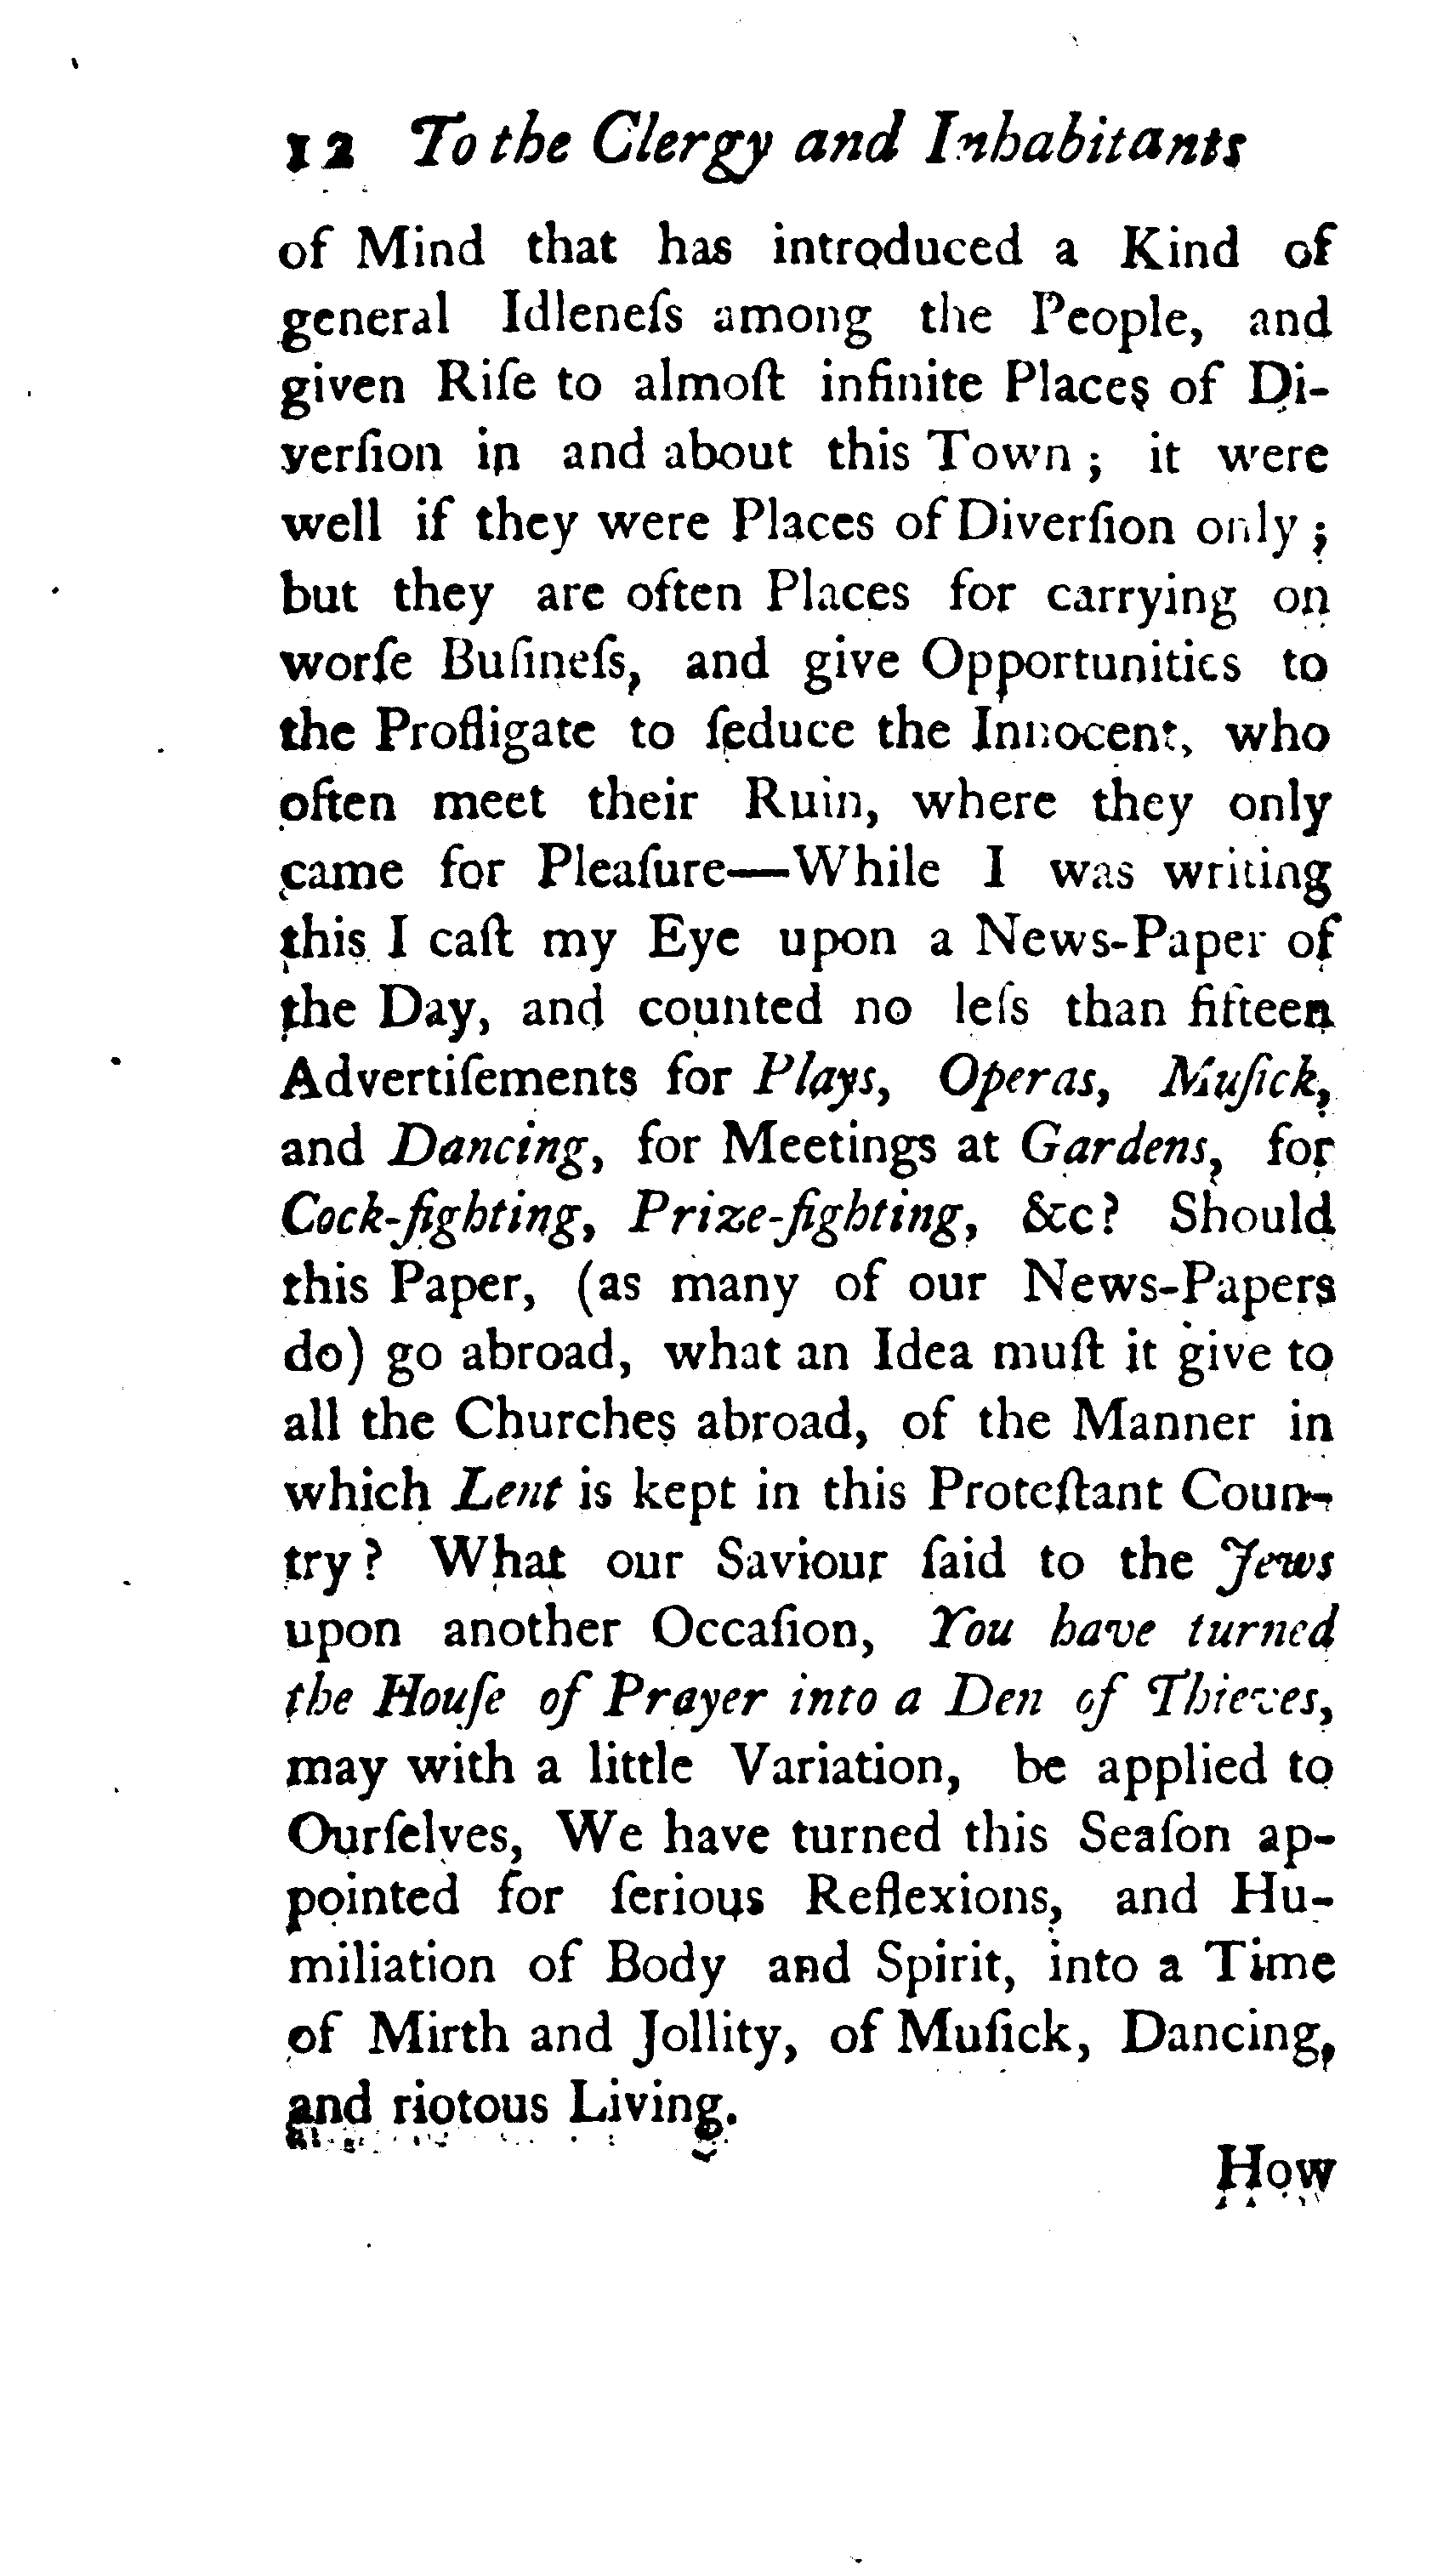 12 To the Clergy and Inhabitants
of Mind that has introduced a Kind of
general Idleneſs among the People, and
given Riſe to almoſt infinite Places of Di-
verſion in and about this Town; it were
well if they were Places of Diverſion only;
but they are often Places for carrying on
worſe Buſineſs, and give Opportunities to
the Profligate to ſeduce the Innocent, who
often meet their Ruin, where they only
came for Pleaſure—While I was writing
this I caſt my Eye upon a News-Paper of
the Day, and counted no leſs than fifteen
Advertiſements for Plays, Operas, Muſick,
and Dancing, for Meetings at Gardens, for
Cock-fighting, Prize-fighting, &c? Should
this Paper, (as many of our News-Papers
do) go abroad, what an Idea muſt it give to
all the Churches abroad, of the Manner in
which Lent is kept in this Proteſtant Coun-
try? What our Saviour ſaid to the Jews
upon another Occaſion, You have turned
the Houſe of Prayer into a Den of Thieves,
may with a little Variation, be applied to
Ourſelves, We have turned this Seaſon ap-
pointed for ſerious Reflexions, and Hu-
miliation of Body and Spirit, into a Time
of Mirth and Jollity, of Muſick, Dancing,
and riotous Living.
How